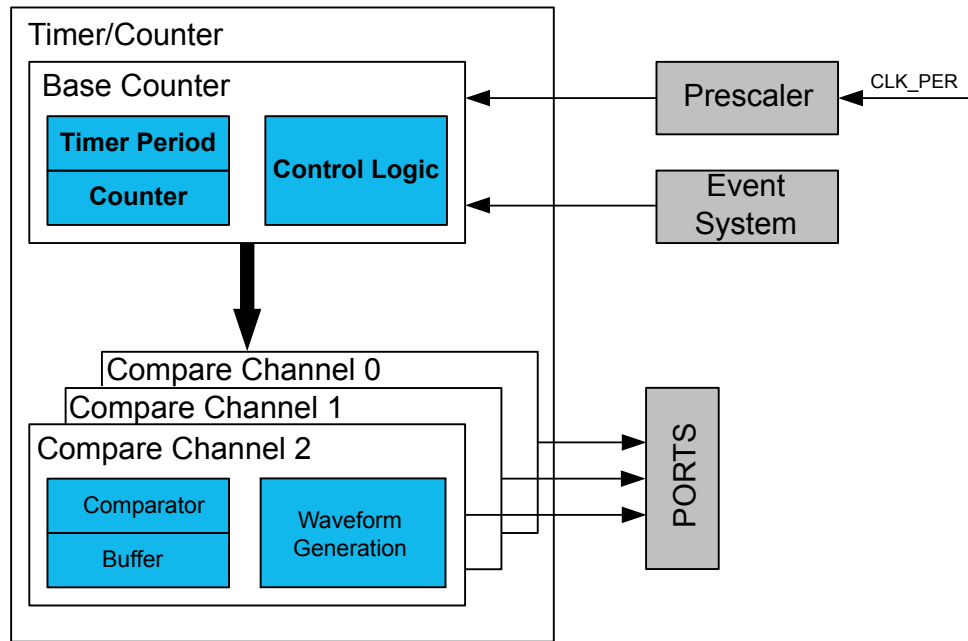 Timer/Counter
Base Counter
Timer Period
Counter
Control Logic
Prescaler
CLK_PER
Event
System
Compare Channel 0
Compare Channel 1
Compare Channel 2
Comparator
Buffer
Waveform
Generation
PORTS